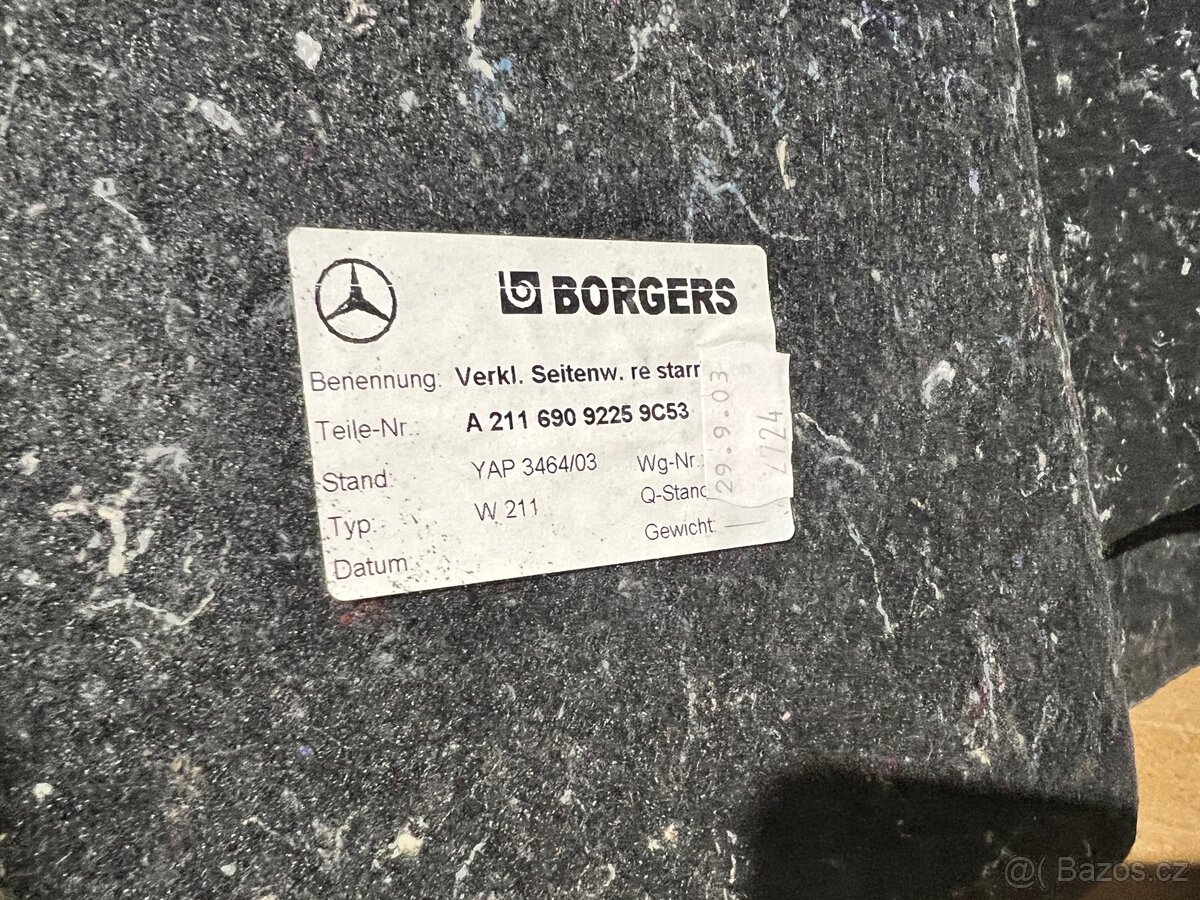 BORGERS
Benennung: Verkl. Seitenw. re starr
Teile-Nr.: A 211 690 9225 9C53
Stand: YAP 3464/03 Wg-Nr.:
Typ: W 211 Q-Stand
Datum: Gewicht:
29.9.03
@( Bazos.cz